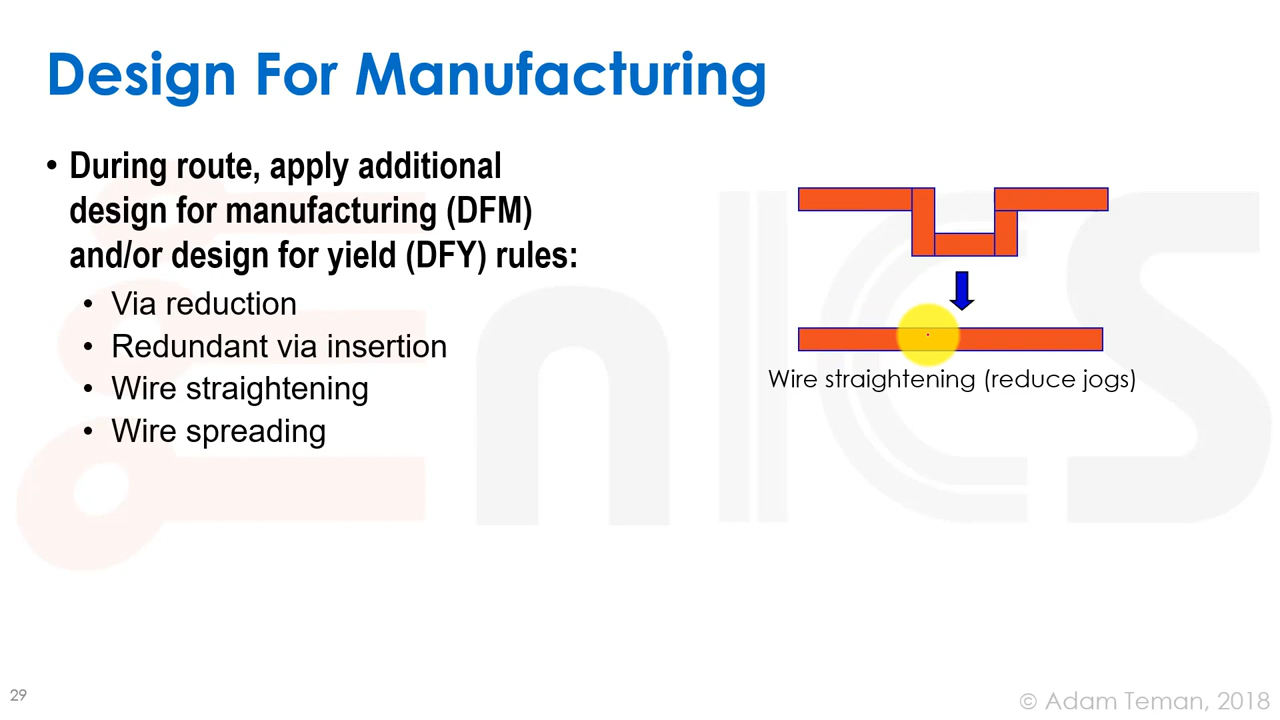 Design For Manufacturing
• During route, apply additional
design for manufacturing (DFM)
and/or design for yield (DFY) rules:
• Via reduction
• Redundant via insertion
• Wire straightening
• Wire spreading
Wire straightening (reduce jogs)
enICS
29
© Adam Teman, 2018